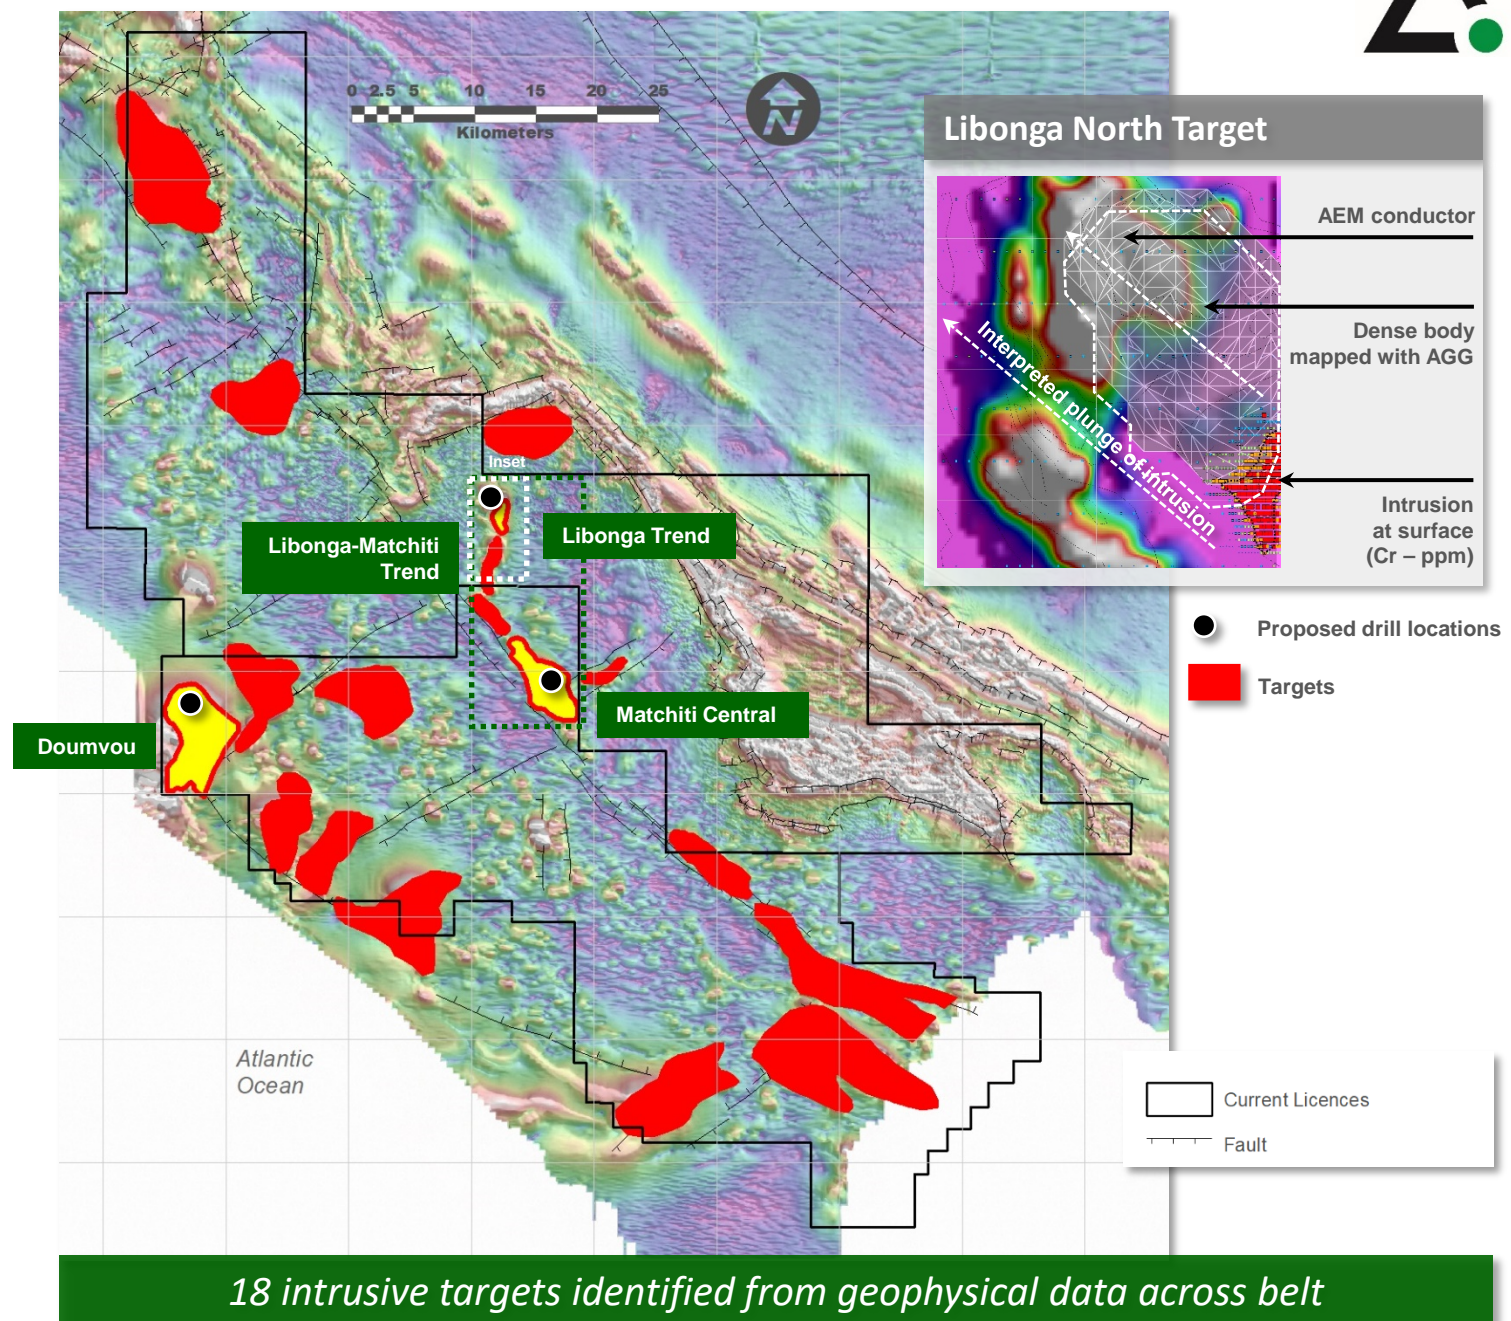 0 2.5 5 10 15 20 25
Kilometers
N
Libonga North Target
AEM conductor
Dense body
mapped with AGG
Interpreted plunge of intrusion
Intrusion
at surface
(Cr – ppm)
Inset
Libonga-Matchiti
Trend
Libonga Trend
Proposed drill locations
Targets
Matchiti Central
Doumvou
Atlantic
Ocean
Current Licences
Fault
18 intrusive targets identified from geophysical data across belt